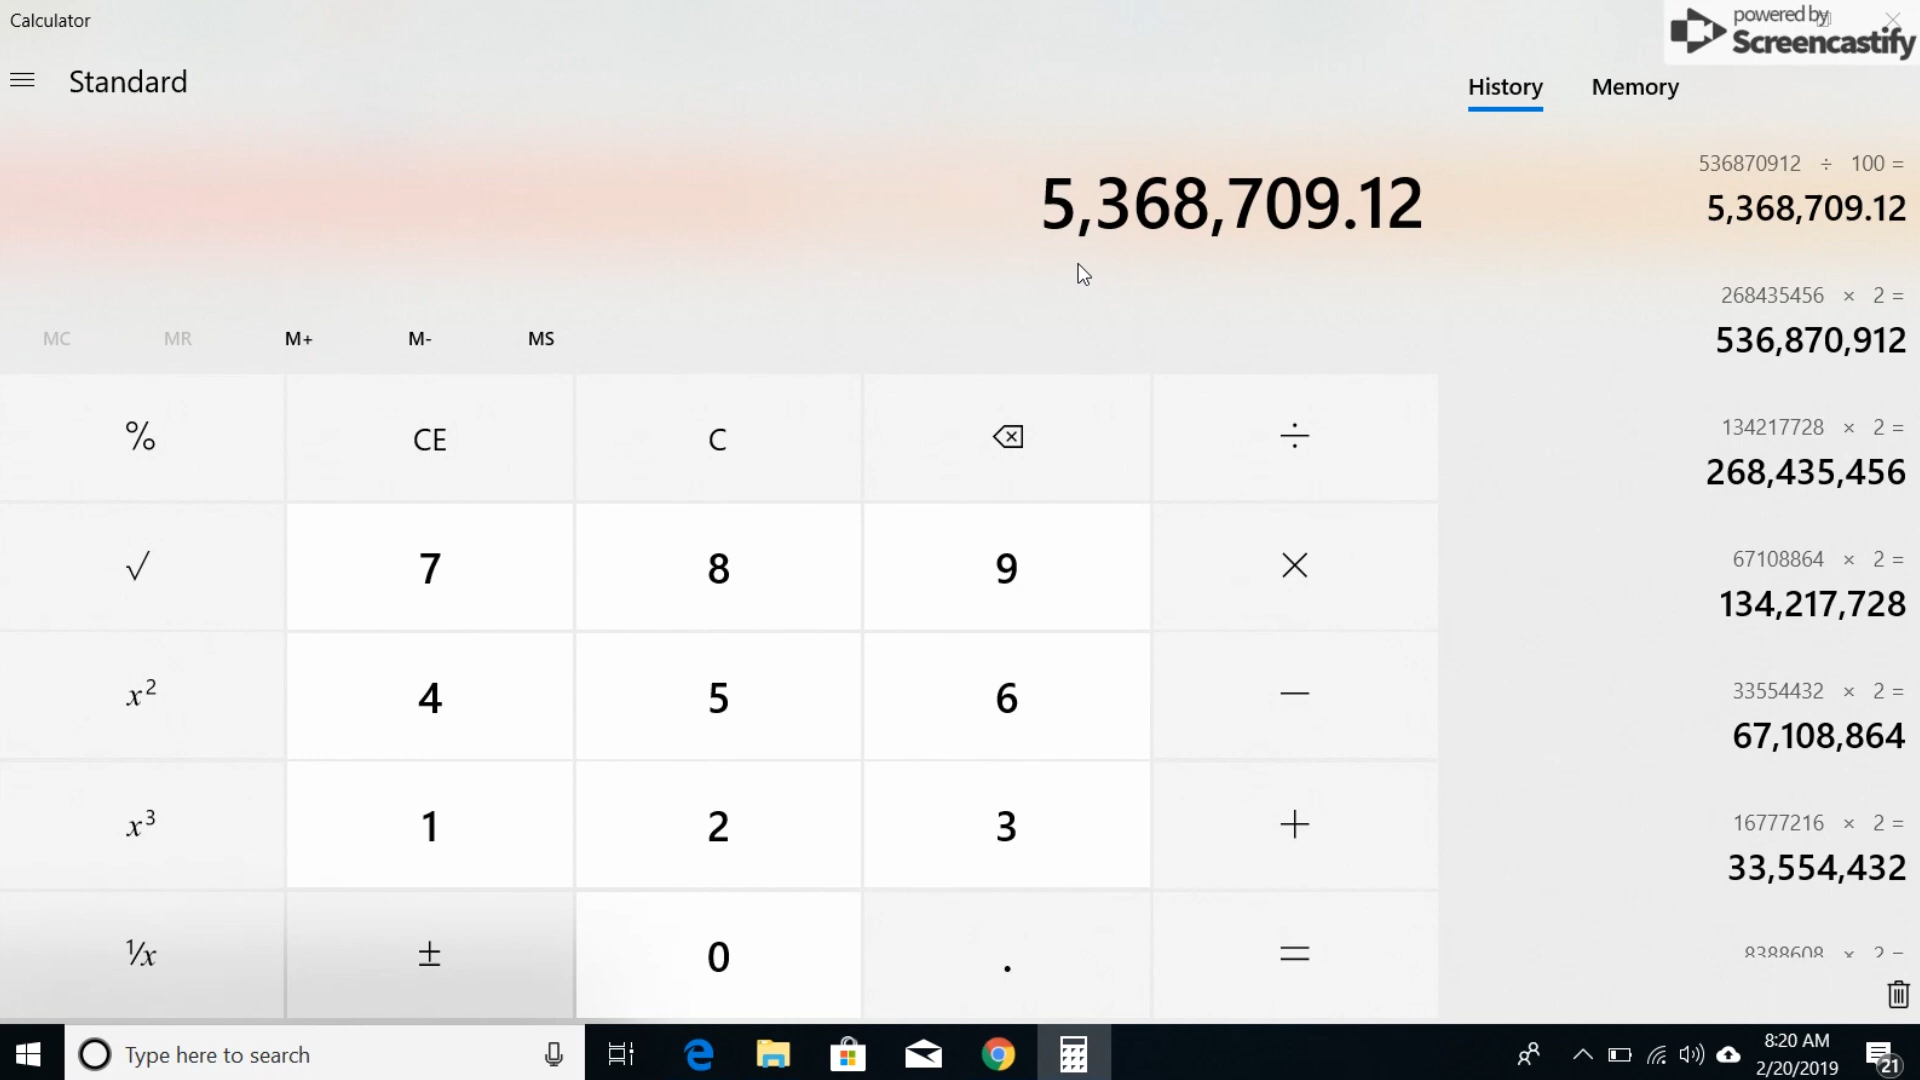 Calculator
powered by
Screencastify
Standard
History Memory
536870912 ÷ 100 =
5,368,709.12
5,368,709.12
268435456 × 2 =
536,870,912
MC MR M+ M- MS
134217728 × 2 =
268,435,456
67108864 × 2 =
134,217,728
33554432 × 2 =
67,108,864
16777216 × 2 =
33,554,432
8388608 × 2 =
% CE C ÷
√ 7 8 9 ×
x² 4 5 6 −
x³ 1 2 3 +
¹/x ± 0 . =
Type here to search
8:20 AM
2/20/2019
21